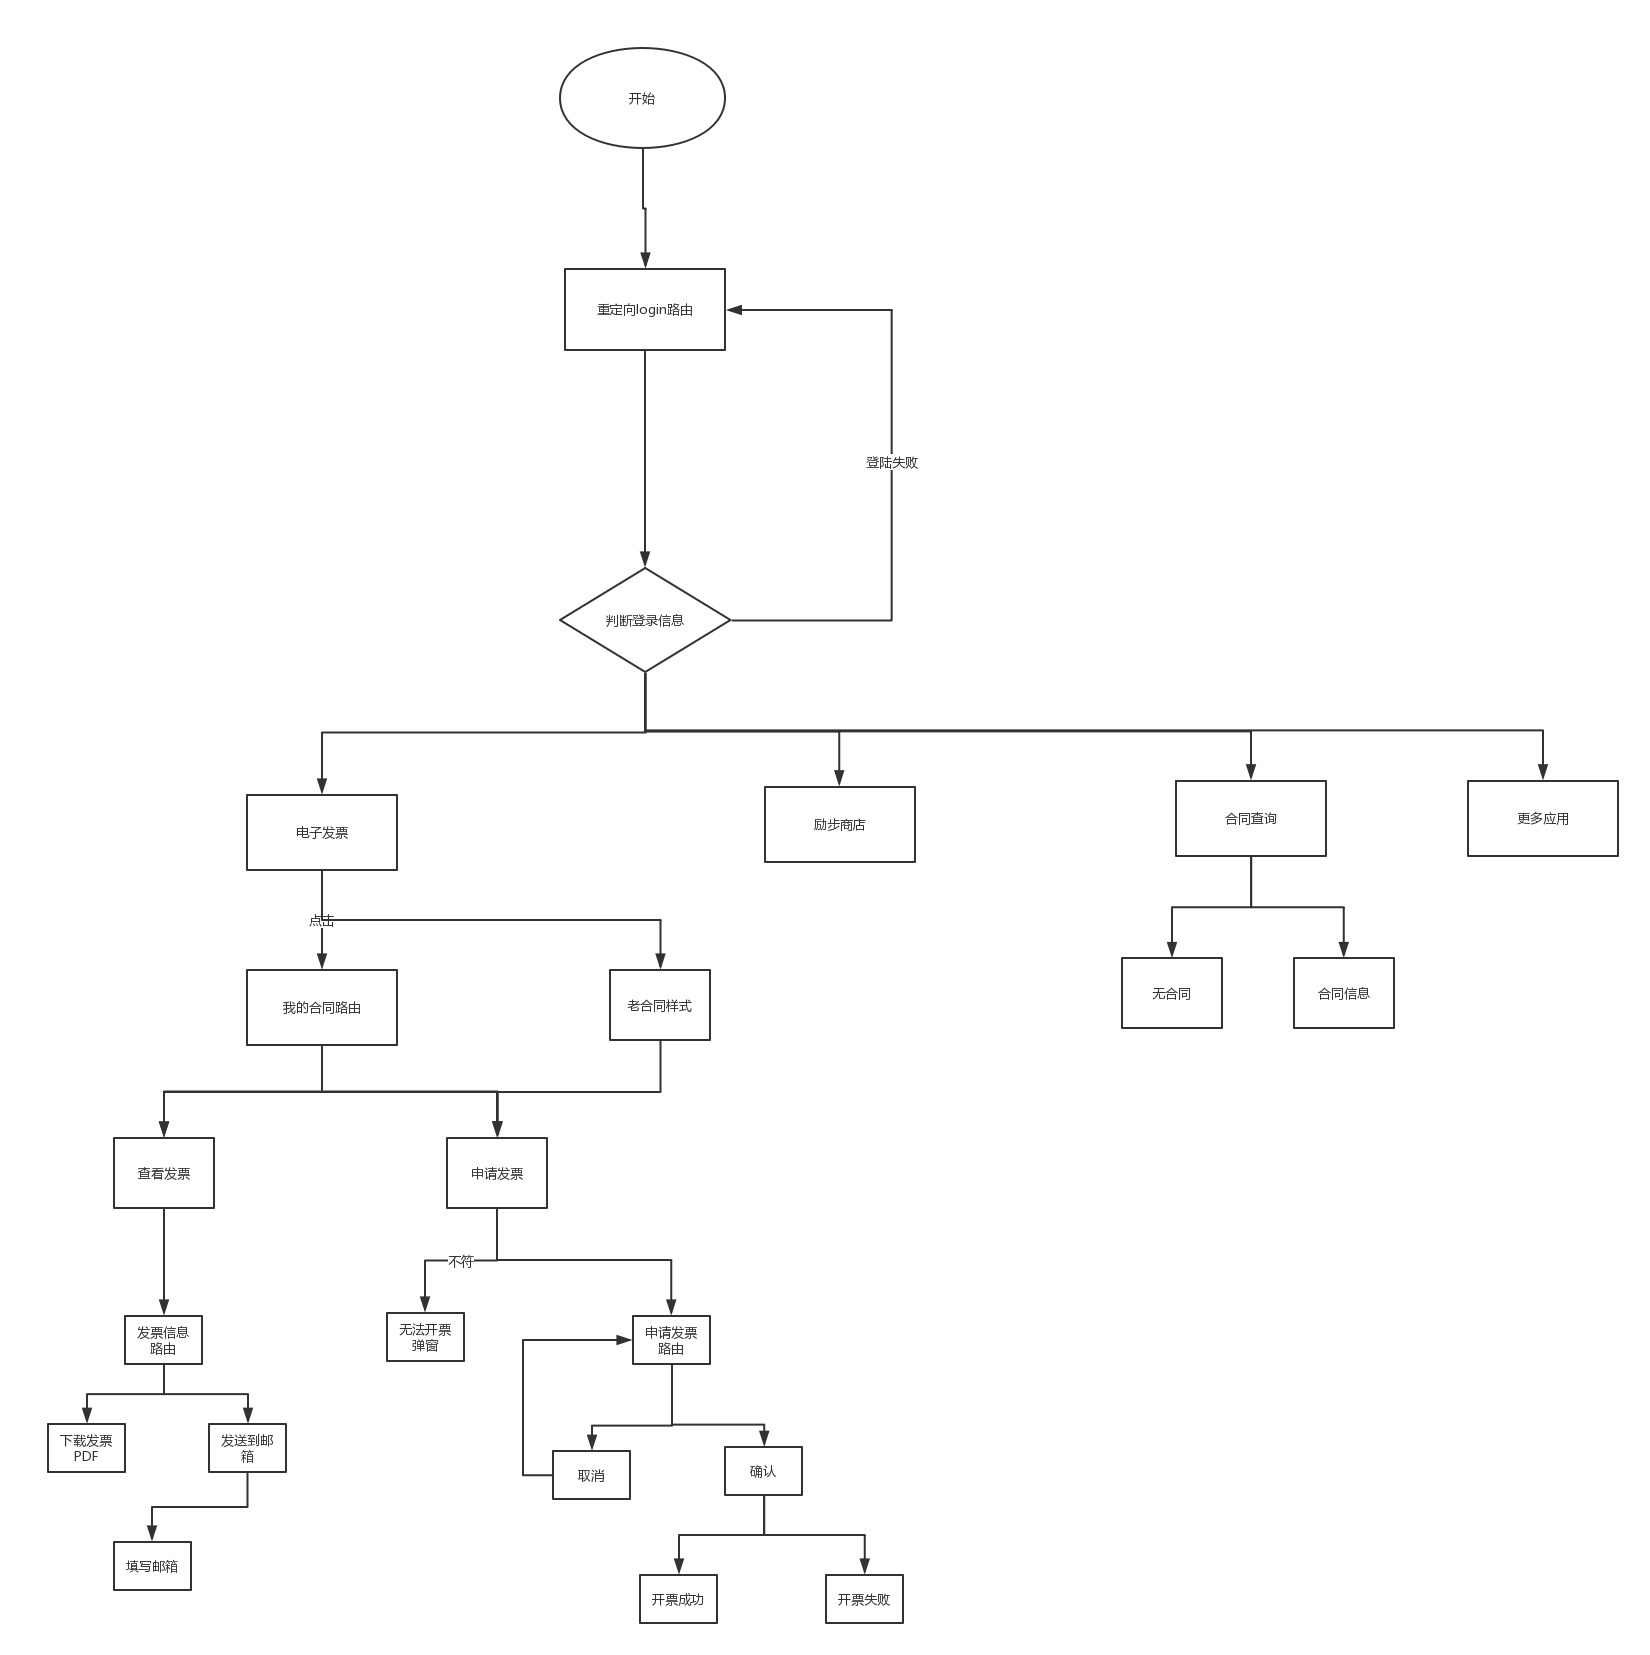 开始
重定向login路由
登陆失败
判断登录信息
电子发票
励步商店
合同查询
更多应用
点击
我的合同路由
老合同样式
无合同
合同信息
查看发票
申请发票
不符
发票信息
路由
无法开票
弹窗
申请发票
路由
下载发票
PDF
发送到邮
箱
取消
确认
填写邮箱
开票成功
开票失败